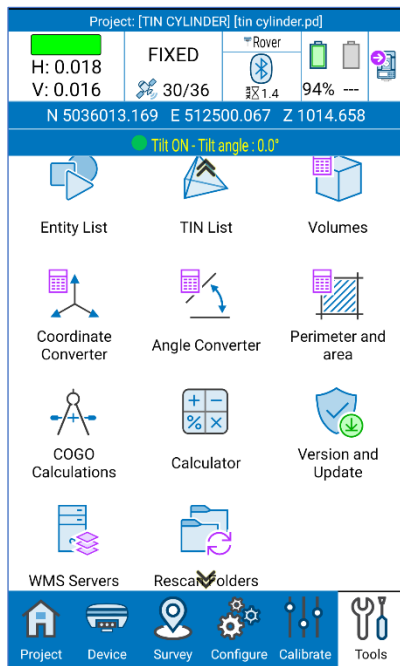 Project: [TIN CYLINDER] [tin cylinder.pd]
H: 0.018
V: 0.016
FIXED
30/36
Rover
1.4
94%
---
N 5036013.169 E 512500.067 Z 1014.658
Tilt ON - Tilt angle : 0.0°
Entity List
TIN List
Volumes
Coordinate
Converter
Angle Converter
Perimeter and
area
COGO
Calculations
Calculator
Version and
Update
WMS Servers
Rescan Folders
Project
Device
Survey
Configure
Calibrate
Tools